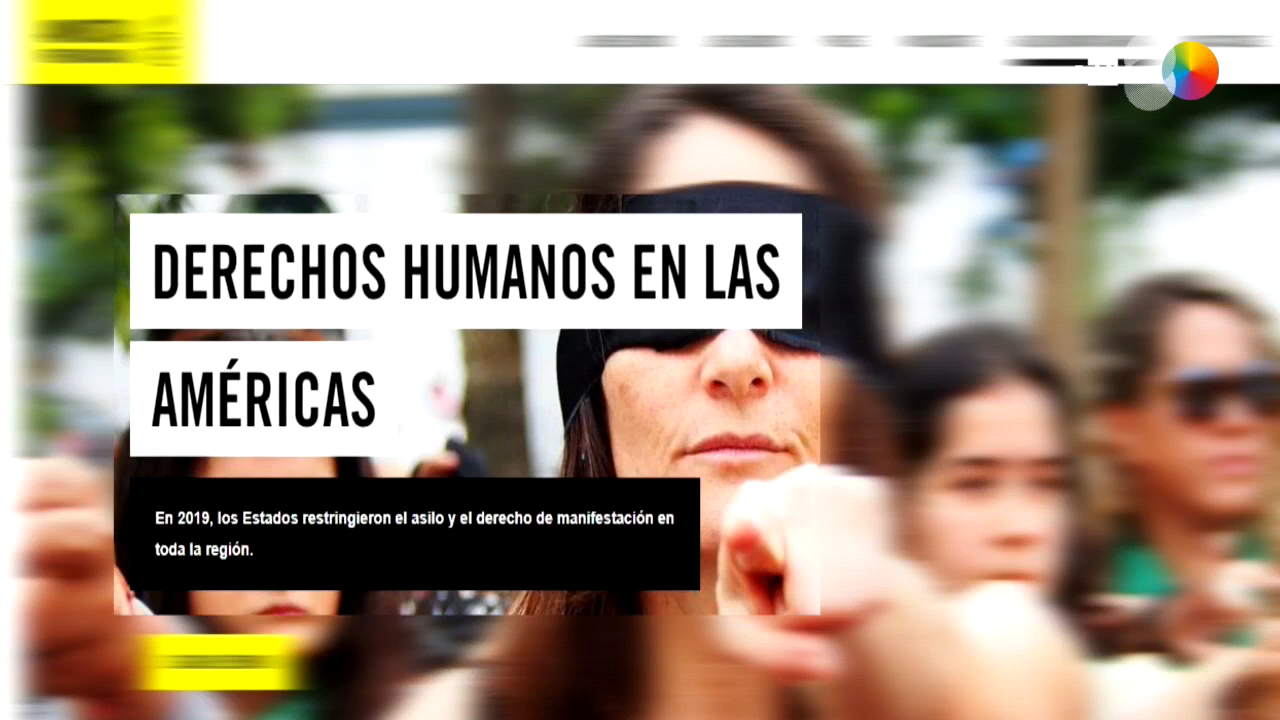 DERECHOS HUMANOS EN LAS
AMÉRICAS
En 2019, los Estados restringieron el asilo y el derecho de manifestación en
toda la región.